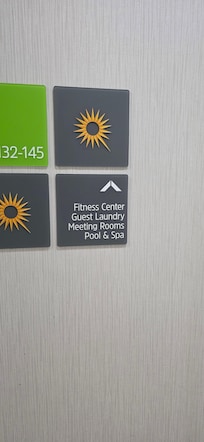 132-145
Fitness Center
Guest Laundry
Meeting Rooms
Pool & Spa